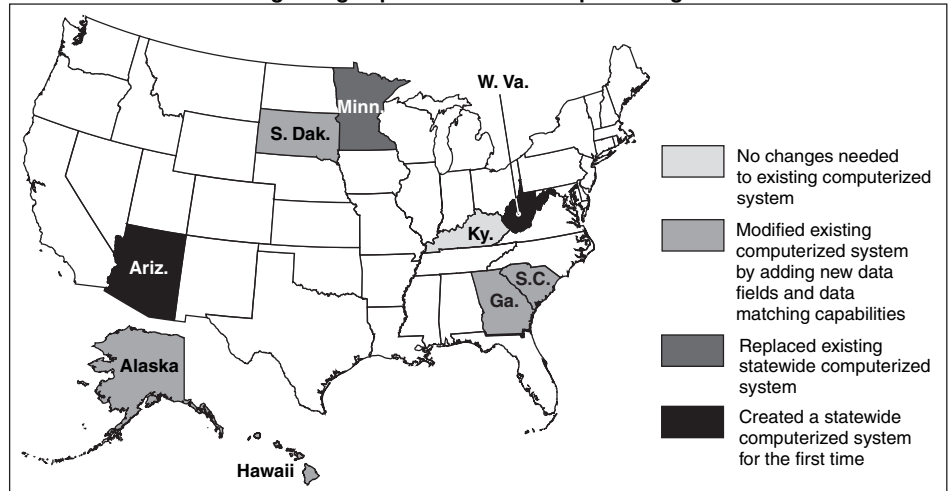 W. Va.
Minn.
S. Dak.
Ky.
Ariz.
S.C.
Ga.
Alaska
Hawaii
No changes needed
to existing computerized
system
Modified existing
computerized system
by adding new data
fields and data
matching capabilities
Replaced existing
statewide computerized
system
Created a statewide
computerized system
for the first time